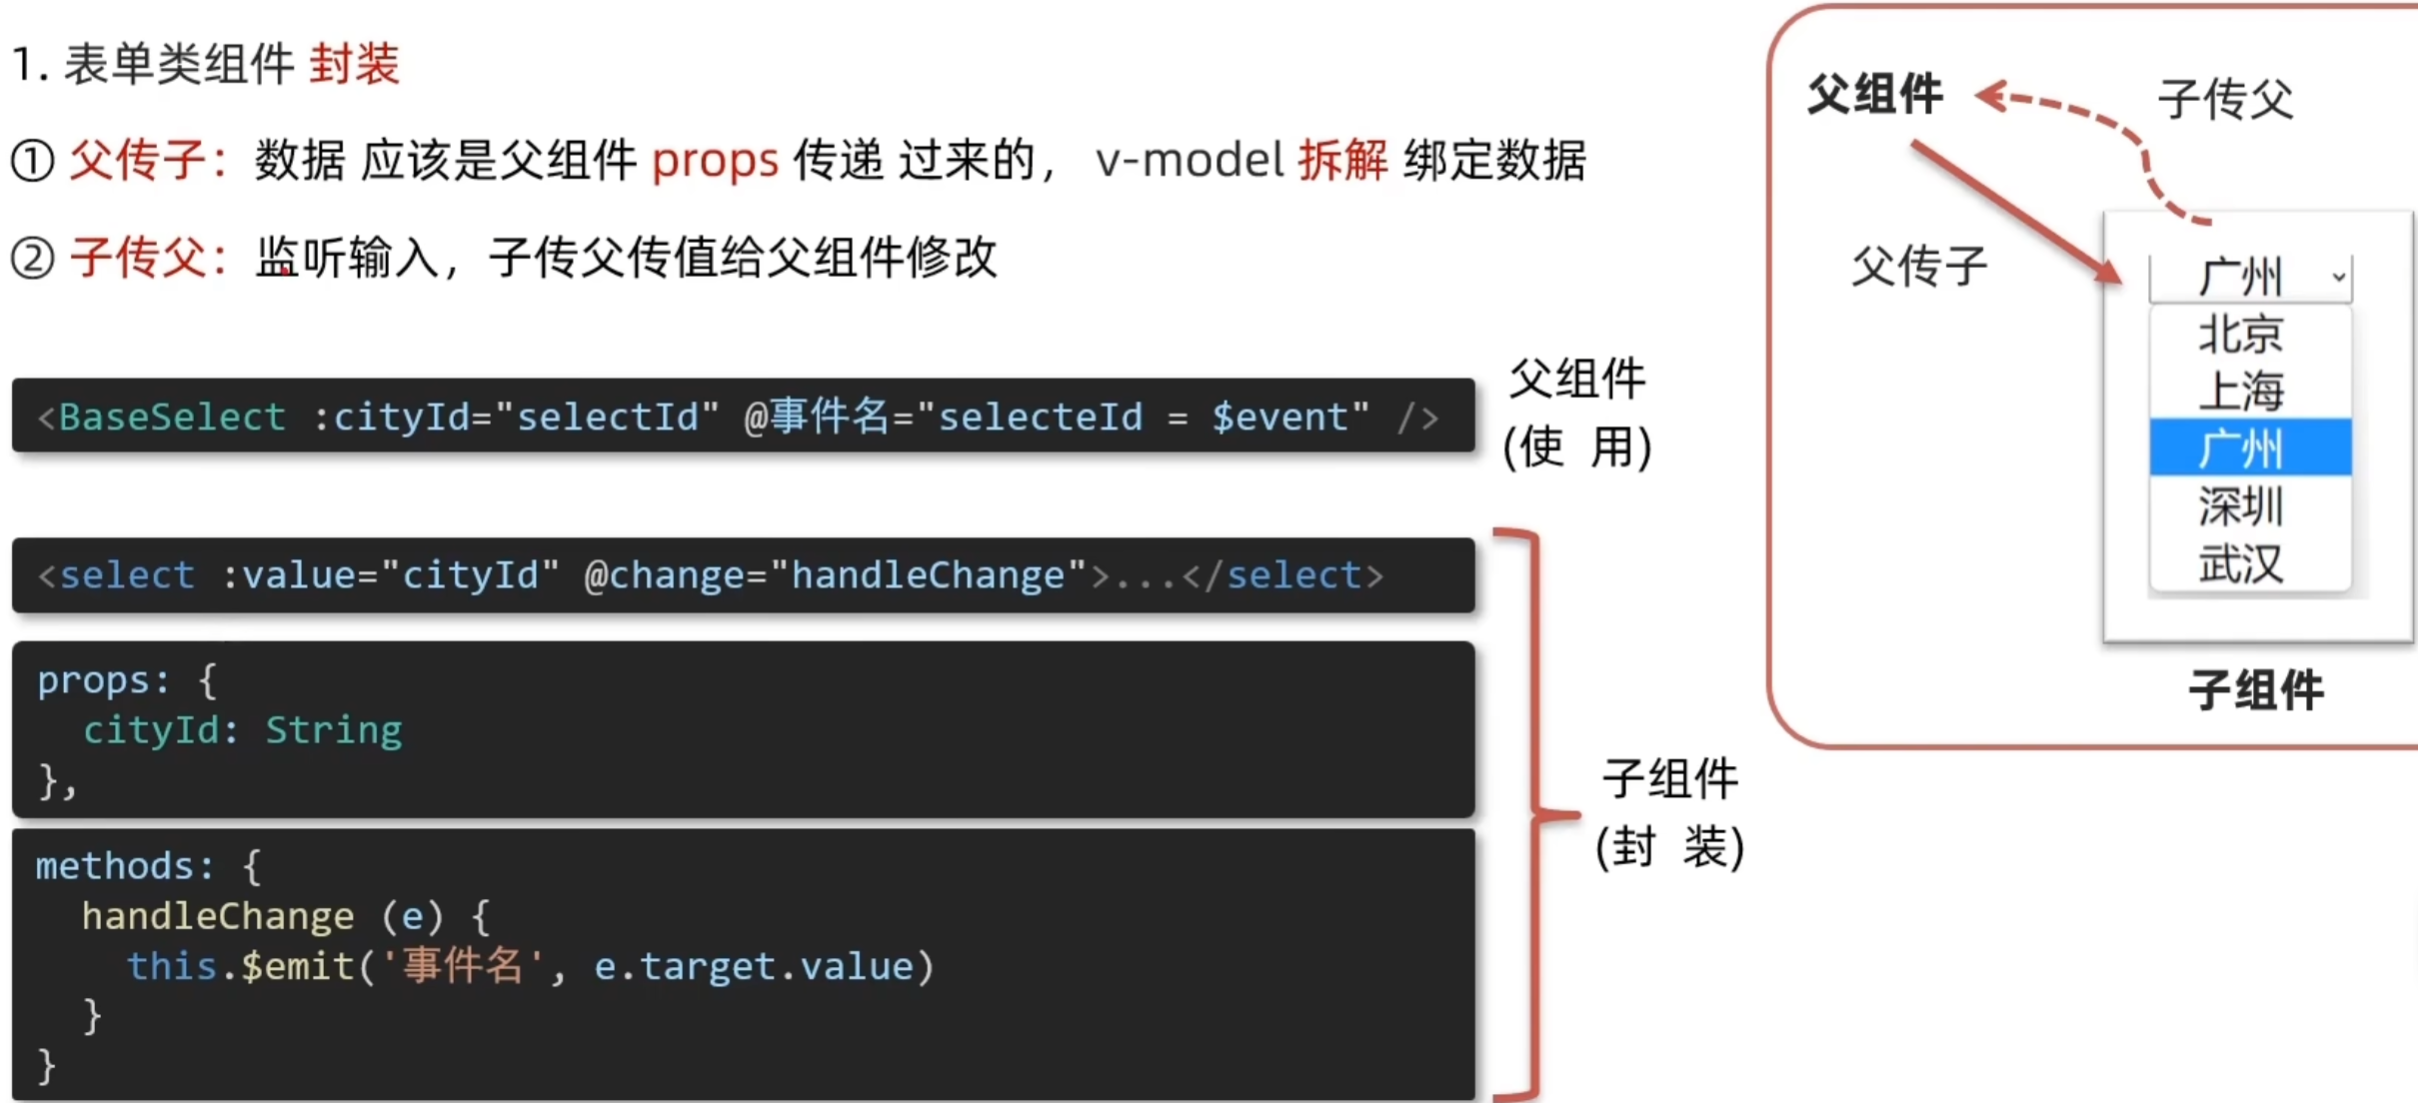 1. 表单类组件 封装
① 父传子：数据 应该是父组件 props 传递 过来的， v-model 拆解 绑定数据
② 子传父：监听输入，子传父传值给父组件修改
<BaseSelect :cityId="selectId" @事件名="selecteId = $event" />
父组件
(使 用)
<select :value="cityId" @change="handleChange">...</select>
props: {
  cityId: String
},
methods: {
  handleChange (e) {
    this.$emit('事件名', e.target.value)
  }
}
子组件
(封 装)
父组件
子传父
父传子
广州
北京
上海
广州
深圳
武汉
子组件